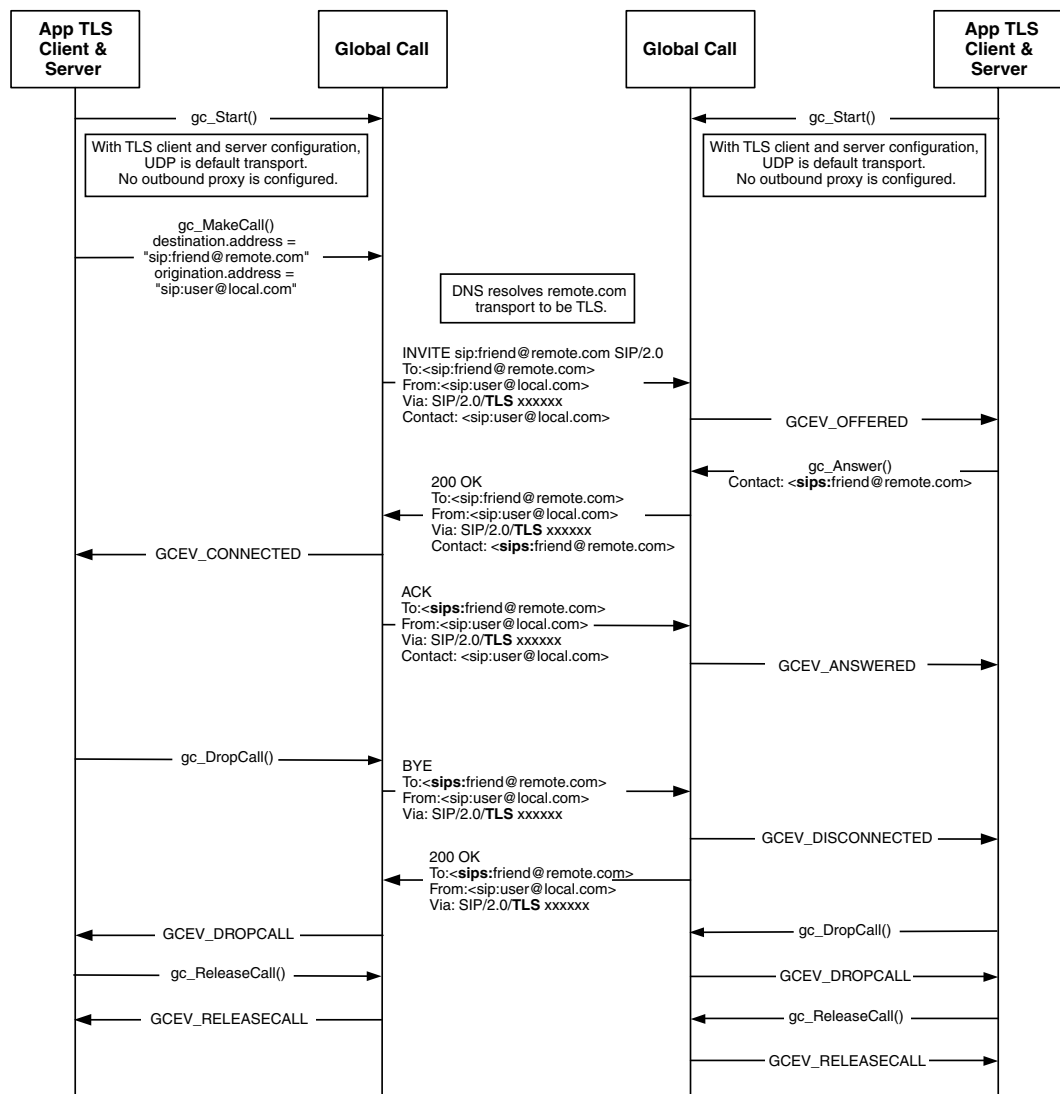 App TLS
Client &
Server
Global Call
Global Call
App TLS
Client &
Server
gc_Start()
gc_Start()
With TLS client and server configuration,
UDP is default transport.
No outbound proxy is configured.
With TLS client and server configuration,
UDP is default transport.
No outbound proxy is configured.
gc_MakeCall()
destination.address =
"sip:friend@remote.com"
origination.address =
"sip:user@local.com"
DNS resolves remote.com
transport to be TLS.
INVITE sip:friend@remote.com SIP/2.0
To:<sip:friend@remote.com>
From:<sip:user@local.com>
Via: SIP/2.0/TLS xxxxxx
Contact: <sip:user@local.com>
GCEV_OFFERED
gc_Answer()
Contact: <sips:friend@remote.com>
200 OK
To:<sip:friend@remote.com>
From:<sip:user@local.com>
Via: SIP/2.0/TLS xxxxxx
Contact: <sips:friend@remote.com>
GCEV_CONNECTED
ACK
To:<sips:friend@remote.com>
From:<sip:user@local.com>
Via: SIP/2.0/TLS xxxxxx
Contact: <sip:user@local.com>
GCEV_ANSWERED
gc_DropCall()
BYE
To:<sips:friend@remote.com>
From:<sip:user@local.com>
Via: SIP/2.0/TLS xxxxxx
GCEV_DISCONNECTED
200 OK
To:<sips:friend@remote.com>
From:<sip:user@local.com>
Via: SIP/2.0/TLS xxxxxx
GCEV_DROPCALL
gc_DropCall()
gc_ReleaseCall()
GCEV_DROPCALL
GCEV_RELEASECALL
gc_ReleaseCall()
GCEV_RELEASECALL